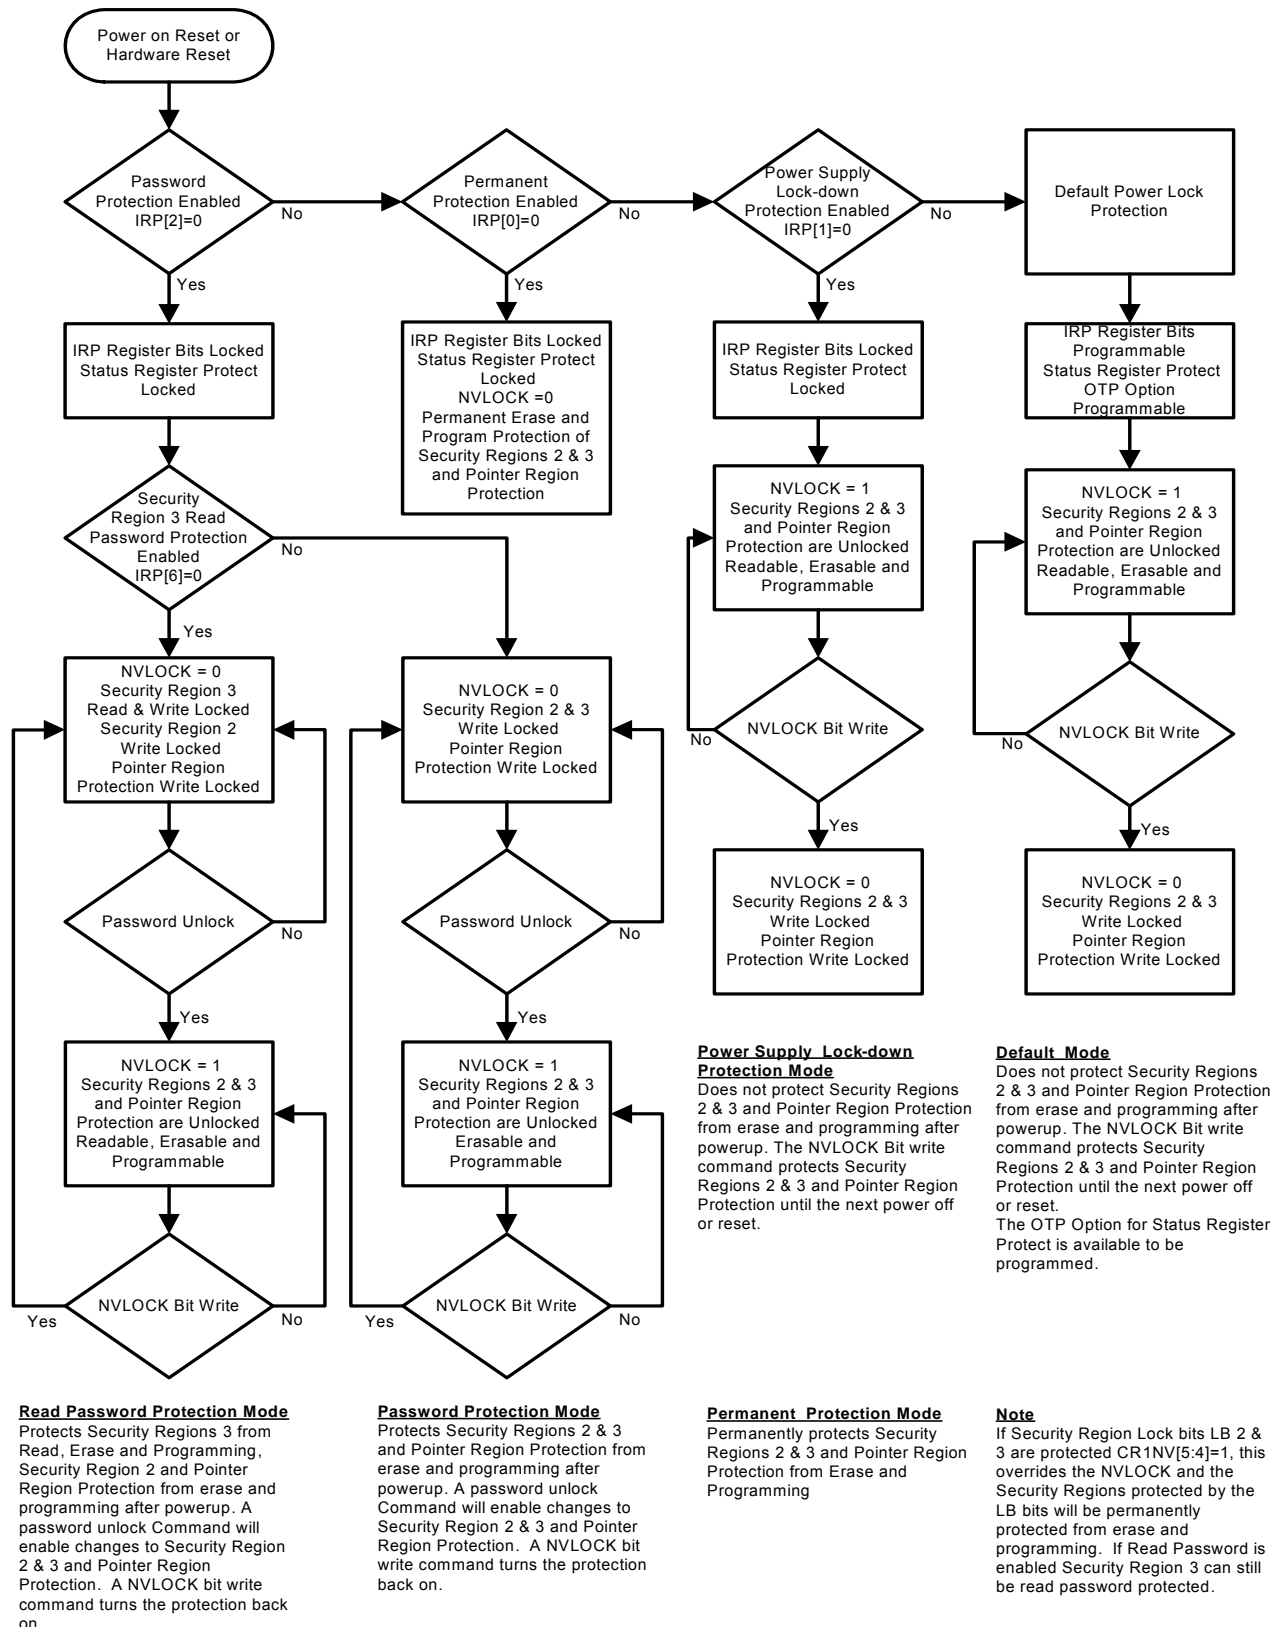 Power on Reset or
Hardware Reset
Password
Protection Enabled
IRP[2]=0
No
Yes
Permanent
Protection Enabled
IRP[0]=0
No
Yes
Power Supply
Lock-down
Protection Enabled
IRP[1]=0
No
Yes
Default Power Lock
Protection
IRP Register Bits Locked
Status Register Protect
Locked
IRP Register Bits Locked
Status Register Protect
Locked
NVLOCK =0
Permanent Erase and
Program Protection of
Security Regions 2 & 3
and Pointer Region
Protection
IRP Register Bits Locked
Status Register Protect
Locked
IRP Register Bits
Programmable
Status Register Protect
OTP Option
Programmable
Security
Region 3 Read
Password Protection
Enabled
IRP[6]=0
No
Yes
NVLOCK = 1
Security Regions 2 & 3
and Pointer Region
Protection are Unlocked
Readable, Erasable and
Programmable
NVLOCK = 1
Security Regions 2 & 3
and Pointer Region
Protection are Unlocked
Readable, Erasable and
Programmable
NVLOCK = 0
Security Region 3
Read & Write Locked
Security Region 2
Write Locked
Pointer Region
Protection Write Locked
NVLOCK = 0
Security Region 2 & 3
Write Locked
Pointer Region
Protection Write Locked
NVLOCK Bit Write
No
Yes
NVLOCK Bit Write
No
Yes
Password Unlock
No
Yes
Password Unlock
No
Yes
NVLOCK = 0
Security Regions 2 & 3
Write Locked
Pointer Region
Protection Write Locked
NVLOCK = 0
Security Regions 2 & 3
Write Locked
Pointer Region
Protection Write Locked
NVLOCK = 1
Security Regions 2 & 3
and Pointer Region
Protection are Unlocked
Readable, Erasable and
Programmable
NVLOCK = 1
Security Regions 2 & 3
and Pointer Region
Protection are Unlocked
Erasable and
Programmable
Power Supply Lock-down
Protection Mode
Does not protect Security Regions
2 & 3 and Pointer Region Protection
from erase and programming after
powerup. The NVLOCK Bit write
command protects Security
Regions 2 & 3 and Pointer Region
Protection until the next power off
or reset.
Default Mode
Does not protect Security Regions
2 & 3 and Pointer Region Protection
from erase and programming after
powerup. The NVLOCK Bit write
command protects Security
Regions 2 & 3 and Pointer Region
Protection until the next power off
or reset.
The OTP Option for Status Register
Protect is available to be
programmed.
NVLOCK Bit Write
Yes
No
NVLOCK Bit Write
Yes
No
Read Password Protection Mode
Protects Security Regions 3 from
Read, Erase and Programming,
Security Region 2 and Pointer
Region Protection from erase and
programming after powerup. A
password unlock Command will
enable changes to Security Region
2 & 3 and Pointer Region
Protection. A NVLOCK bit write
command turns the protection back
on.
Password Protection Mode
Protects Security Regions 2 & 3
and Pointer Region Protection from
erase and programming after
powerup. A password unlock
Command will enable changes to
Security Region 2 & 3 and Pointer
Region Protection. A NVLOCK bit
write command turns the protection
back on.
Permanent Protection Mode
Permanently protects Security
Regions 2 & 3 and Pointer Region
Protection from Erase and
Programming
Note
If Security Region Lock bits LB 2 &
3 are protected CR1NV[5:4]=1, this
overrides the NVLOCK and the
Security Regions protected by the
LB bits will be permanently
protected from erase and
programming. If Read Password is
enabled Security Region 3 can still
be read password protected.